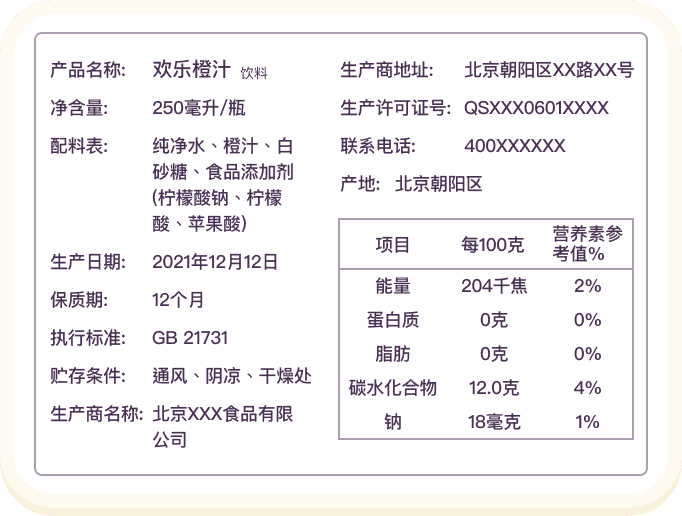 产品名称: 欢乐橙汁 饮料
净含量: 250毫升/瓶
配料表: 纯净水、橙汁、白
砂糖、食品添加剂
(柠檬酸钠、柠檬
酸、苹果酸)
生产日期: 2021年12月12日
保质期: 12个月
执行标准: GB 21731
贮存条件: 通风、阴凉、干燥处
生产商名称: 北京XXX食品有限
公司
生产商地址: 北京朝阳区XX路XX号
生产许可证号: QSXXX0601XXXX
联系电话: 400XXXXXX
产地: 北京朝阳区
项目 每100克 营养素参
考值%
能量 204千焦 2%
蛋白质 0克 0%
脂肪 0克 0%
碳水化合物 12.0克 4%
钠 18毫克 1%